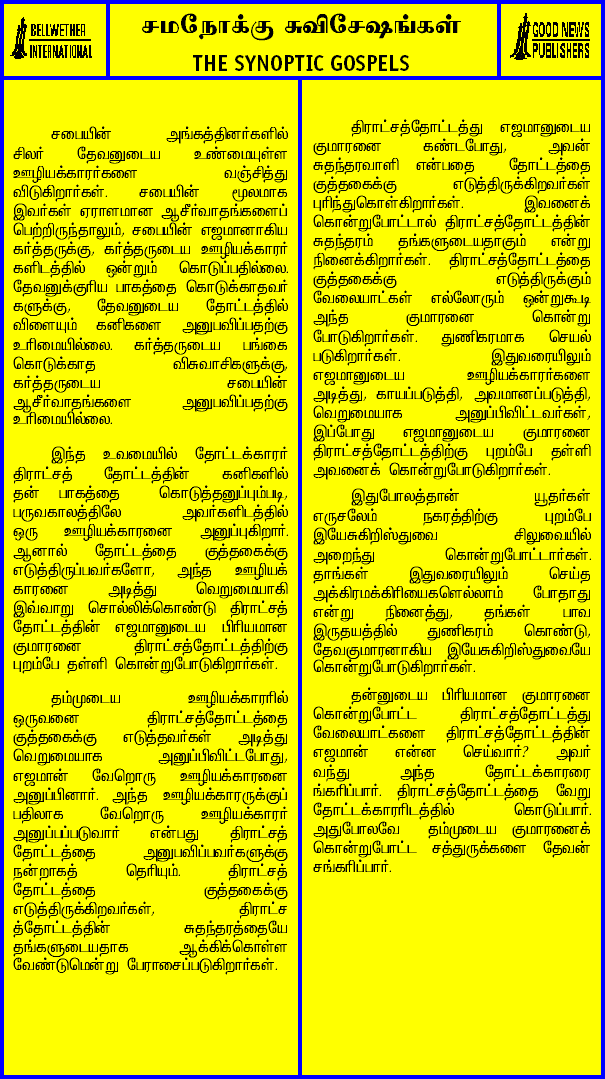 BELLWETHER
INTERNATIONAL
சமநோக்கு சுவிசேஷங்கள்
THE SYNOPTIC GOSPELS
GOOD NEWS
PUBLISHERS
சபையின் அங்கத்தினர்களில்
சிலர் தேவனுடைய உண்மையுள்ள
ஊழியக்காரர்களை வஞ்சித்து
விடுகிறார்கள். சபையின் மூலமாக
இவர்கள் ஏராளமான ஆசீர்வாதங்களைப்
பெற்றிருந்தாலும், சபையின் எஜமானாகிய
கர்த்தருக்கு, கர்த்தருடைய ஊழியக்காரர்
களிடத்தில் ஒன்றும் கொடுப்பதில்லை.
தேவனுக்குரிய பாகத்தை கொடுக்காதவர்
களுக்கு, தேவனுடைய தோட்டத்தில்
விளையும் கனிகளை அனுபவிப்பதற்கு
உரிமையில்லை. கர்த்தருடைய பங்கை
கொடுக்காத விசுவாசிகளுக்கு,
கர்த்தருடைய சபையின்
ஆசீர்வாதங்களை அனுபவிப்பதற்கு
உரிமையில்லை.
இந்த உவமையில் தோட்டக்காரர்
திராட்சத் தோட்டத்தின் கனிகளில்
தன் பாகத்தை கொடுத்தனுப்பும்படி,
பருவகாலத்திலே அவர்களிடத்தில்
ஒரு ஊழியக்காரனை அனுப்புகிறார்.
ஆனால் தோட்டத்தை குத்தகைக்கு
எடுத்திருப்பவர்களோ, அந்த ஊழியக்
காரனை அடித்து வெறுமையாகி
இவ்வாறு சொல்லிக்கொண்டு திராட்சத்
தோட்டத்தின் எஜமானுடைய பிரியமான
குமாரனை திராட்சத்தோட்டத்திற்கு
புறம்பே தள்ளி கொன்றுபோடுகிறார்கள்.
தம்முடைய ஊழியக்காரரில்
ஒருவனை திராட்சத்தோட்டத்தை
குத்தகைக்கு எடுத்தவர்கள் அடித்து
வெறுமையாக அனுப்பிவிட்டபோது,
எஜமான் வேறொரு ஊழியக்காரனை
அனுப்பினார். அந்த ஊழியக்காரருக்குப்
பதிலாக வேறொரு ஊழியக்காரர்
அனுப்பப்படுவார் என்பது திராட்சத்
தோட்டத்தை அனுபவிப்பவர்களுக்கு
நன்றாகத் தெரியும். திராட்சத்
தோட்டத்தை குத்தகைக்கு
எடுத்திருக்கிறவர்கள், திராட்ச
த்தோட்டத்தின் சுதந்தரத்தையே
தங்களுடையதாக ஆக்கிக்கொள்ள
வேண்டுமென்று பேராசைப்படுகிறார்கள்.
திராட்சத்தோட்டத்து எஜமானுடைய
குமாரனை கண்டபோது, அவன்
சுதந்தரவாளி என்பதை தோட்டத்தை
குத்தகைக்கு எடுத்திருக்கிறவர்கள்
புரிந்துகொள்கிறார்கள். இவனைக்
கொன்றுபோட்டால் திராட்சத்தோட்டத்தின்
சுதந்தரம் தங்களுடையதாகும் என்று
நினைக்கிறார்கள். திராட்சத்தோட்டத்தை
குத்தகைக்கு எடுத்திருக்கும்
வேலையாட்கள் எல்லோரும் ஒன்றுகூடி
அந்த குமாரனை கொன்று
போடுகிறார்கள். துணிகரமாக செயல்
படுகிறார்கள். இதுவரையிலும்
எஜமானுடைய ஊழியக்காரர்களை
அடித்து, காயப்படுத்தி, அவமானப்படுத்தி,
வெறுமையாக அனுப்பிவிட்டவர்கள்,
இப்போது எஜமானுடைய குமாரனை
திராட்சத்தோட்டத்திற்கு புறம்பே தள்ளி
அவனைக் கொன்றுபோடுகிறார்கள்.
இதுபோலத்தான் யூதர்கள்
எருசலேம் நகரத்திற்கு புறம்பே
இயேசுகிறிஸ்துவை சிலுவையில்
அறைந்து கொன்றுபோட்டார்கள்.
தாங்கள் இதுவரையிலும் செய்த
அக்கிரமக்கிரியைகளெல்லாம் போதாது
என்று நினைத்து, தங்கள் பாவ
இருதயத்தில் துணிகரம் கொண்டு,
தேவகுமாரனாகிய இயேசுகிறிஸ்துவையே
கொன்றுபோடுகிறார்கள்.
தன்னுடைய பிரியமான குமாரனை
கொன்றுபோட்ட திராட்சத்தோட்டத்து
வேலையாட்களை திராட்சத்தோட்டத்தின்
எஜமான் என்ன செய்வார்? அவர்
வந்து அந்த தோட்டக்காரரை
ங்கரிப்பார். திராட்சத்தோட்டத்தை வேறு
தோட்டக்காரரிடத்தில் கொடுப்பார்.
அதுபோலவே தம்முடைய குமாரனைக்
கொன்றுபோட்ட சத்துருக்களை தேவன்
சங்கரிப்பார்.